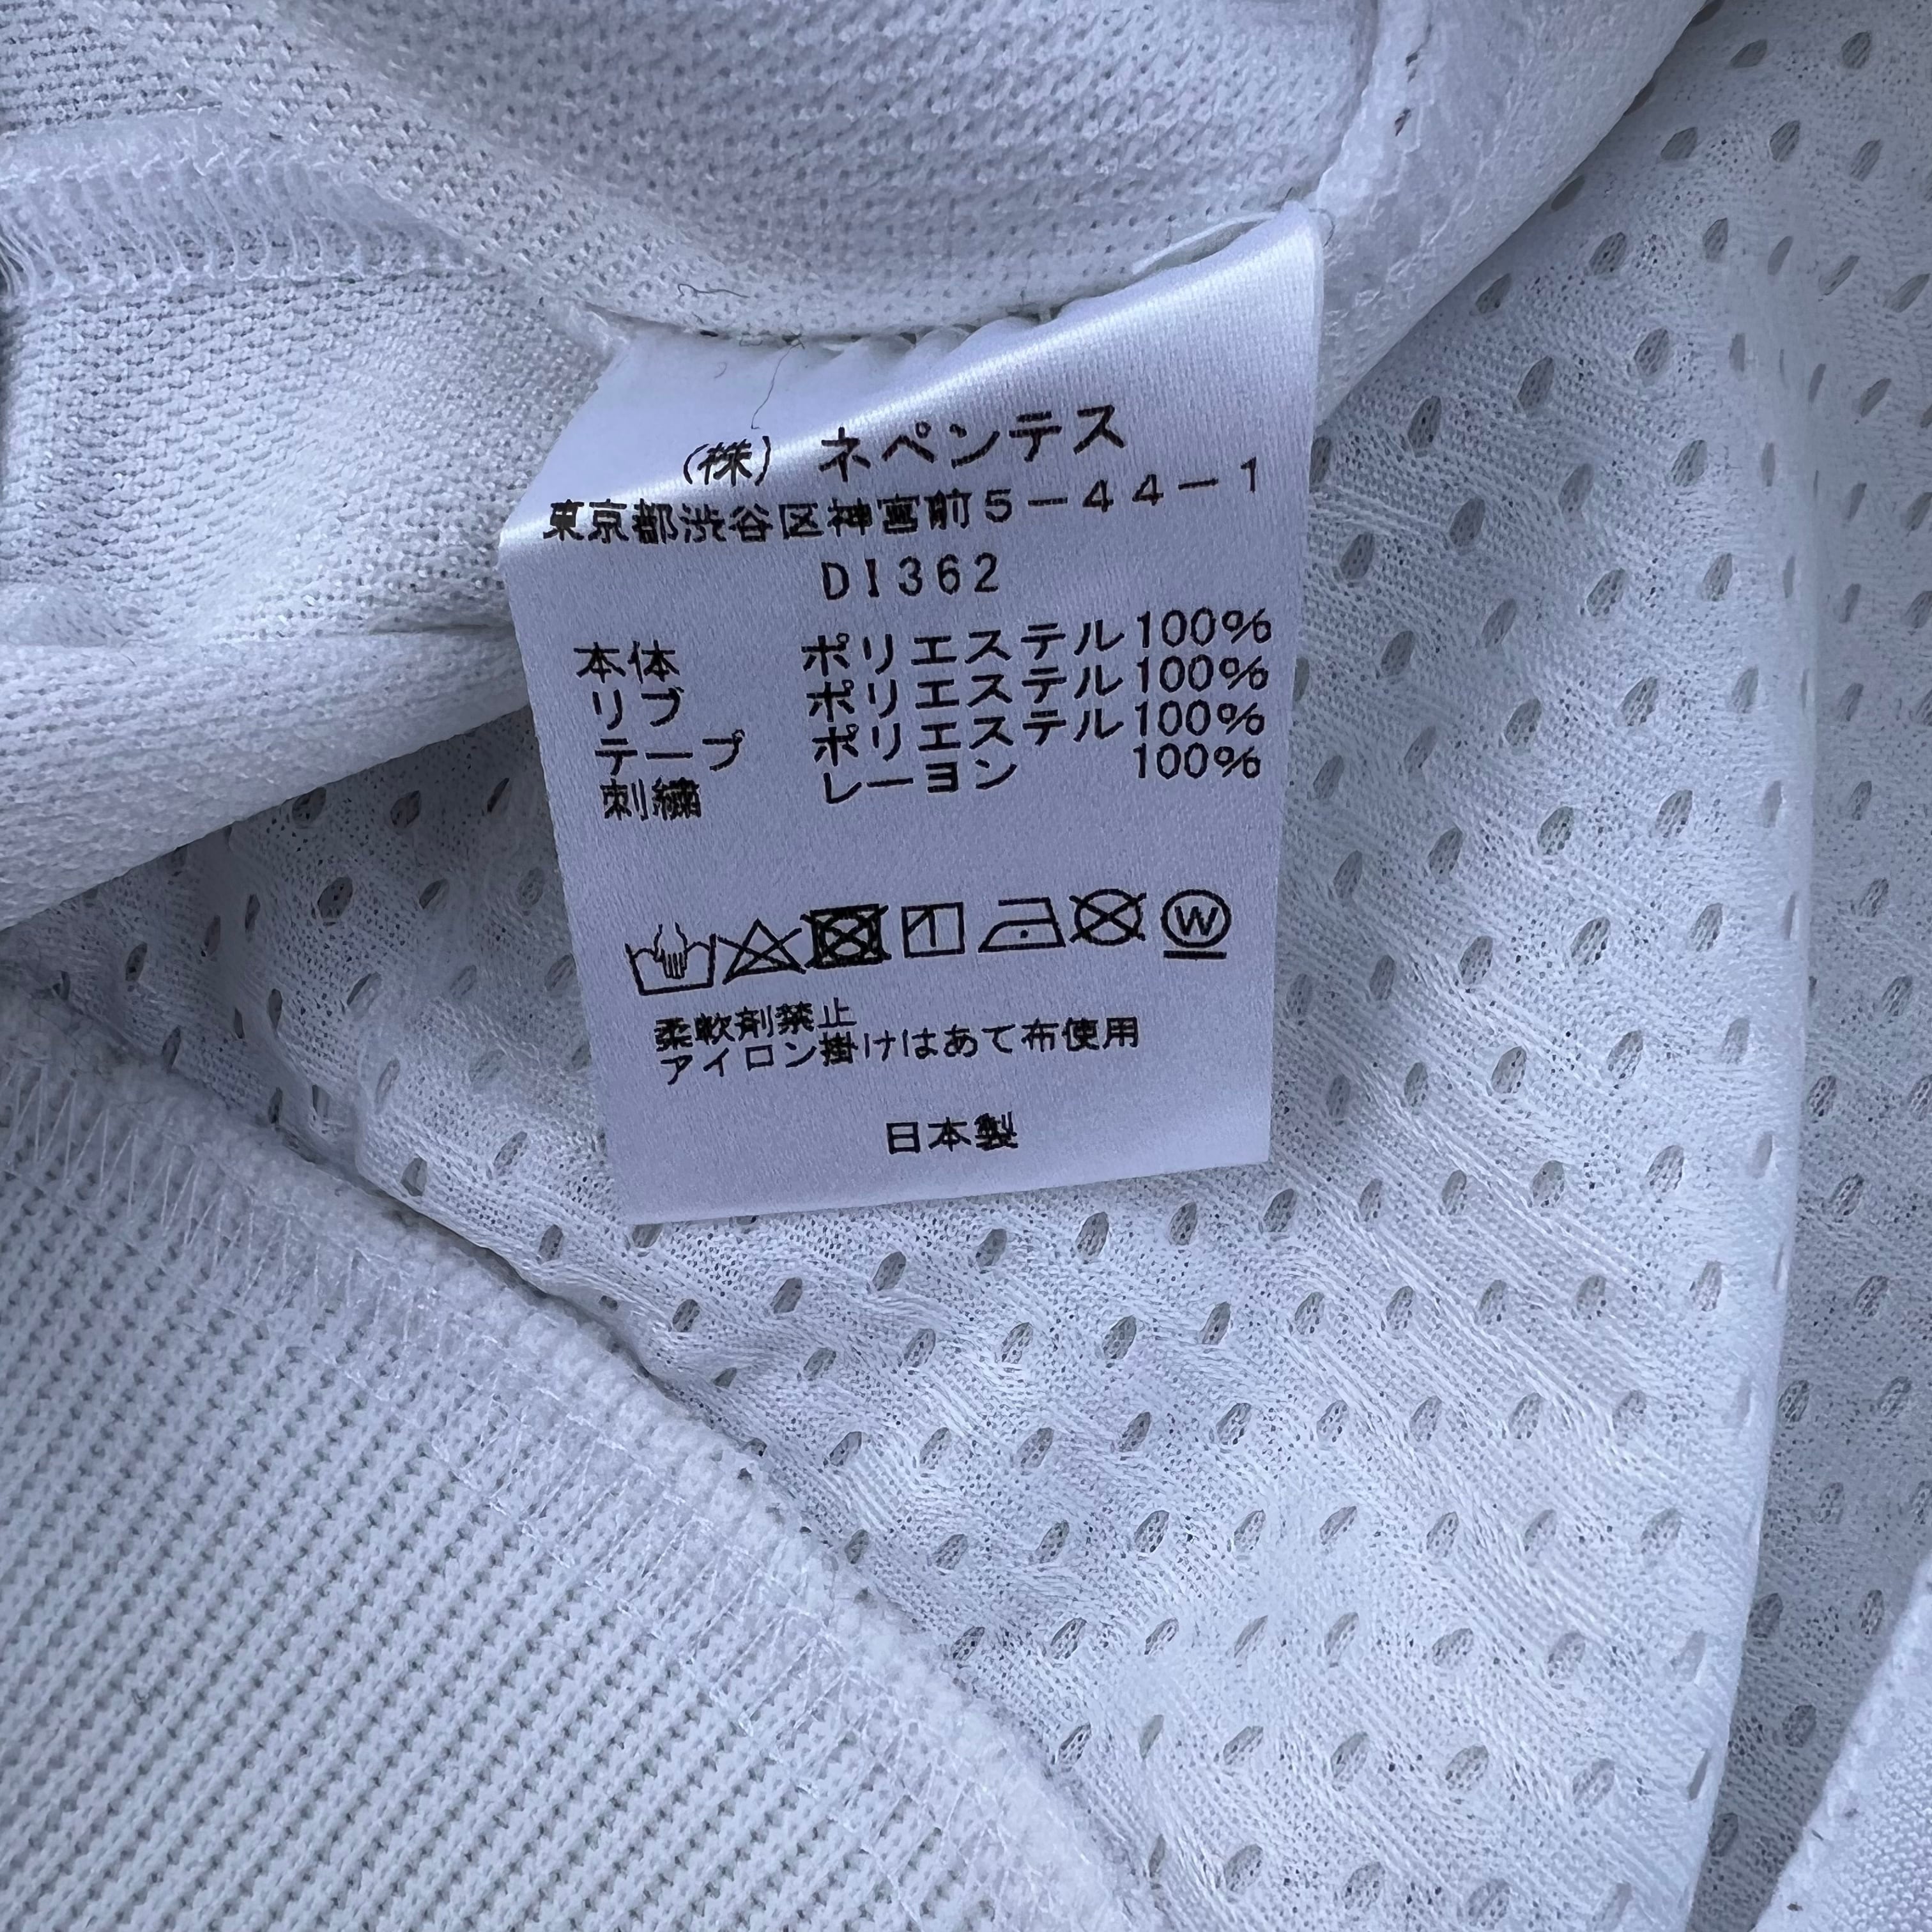 (株) ネペンテス
東京都渋谷区神宮前5-44-1
DI362
本体 ポリエステル100%
リブ ポリエステル100%
テープ ポリエステル100%
刺繍 レーヨン 100%
W
柔軟剤禁止
アイロン掛けはあて布使用
日本製